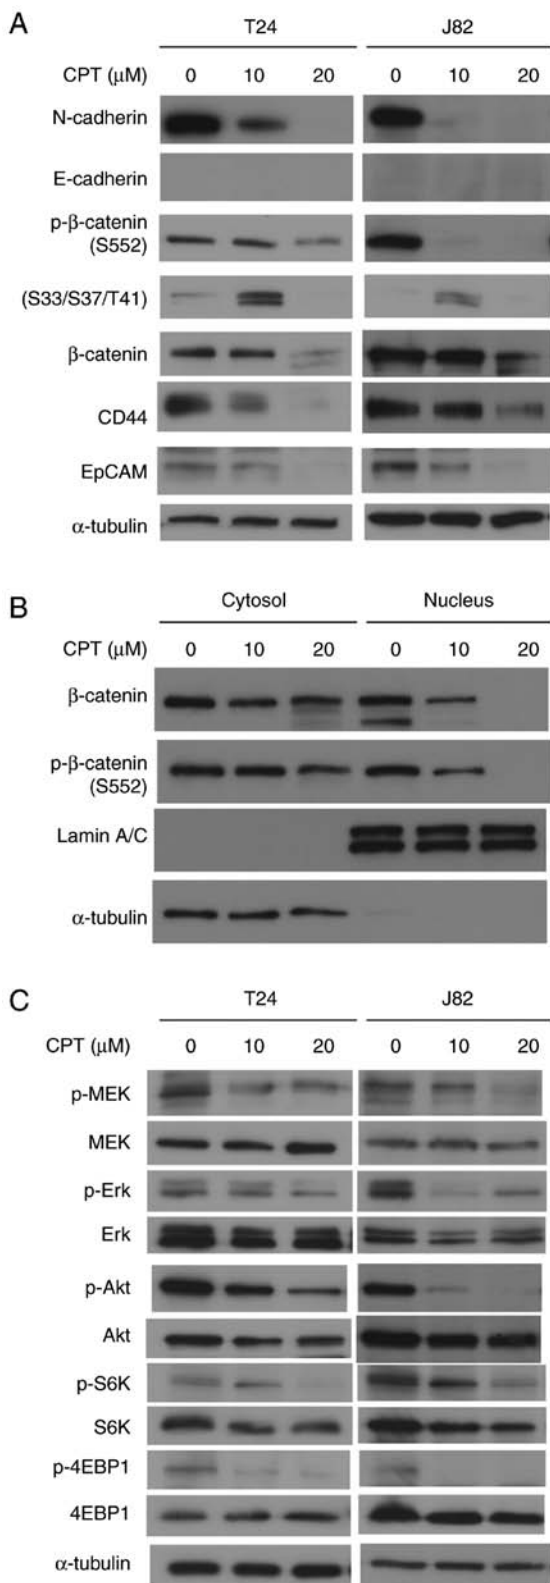 A
T24 J82
CPT (μM) 0 10 20 0 10 20
N-cadherin
E-cadherin
p-β-catenin
(S552)
(S33/S37/T41)
β-catenin
CD44
EpCAM
α-tubulin
B
Cytosol Nucleus
CPT (μM) 0 10 20 0 10 20
β-catenin
p-β-catenin
(S552)
Lamin A/C
α-tubulin
C
T24 J82
CPT (μM) 0 10 20 0 10 20
p-MEK
MEK
p-Erk
Erk
p-Akt
Akt
p-S6K
S6K
p-4EBP1
4EBP1
α-tubulin